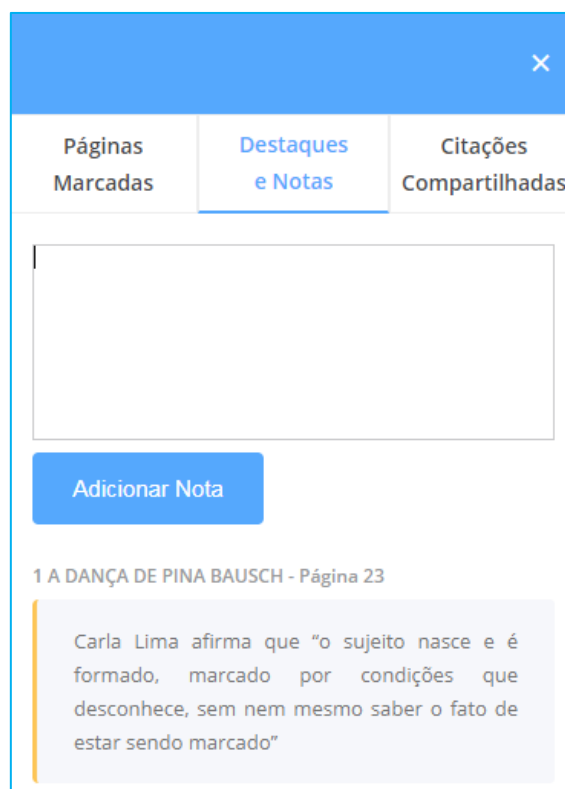 ×
Páginas
Marcadas
Destaques
e Notas
Citações
Compartilhadas
Adicionar Nota
1 A DANÇA DE PINA BAUSCH - Página 23
Carla Lima afirma que “o sujeito nasce e é
formado, marcado por condições que
desconhece, sem nem mesmo saber o fato de
estar sendo marcado”